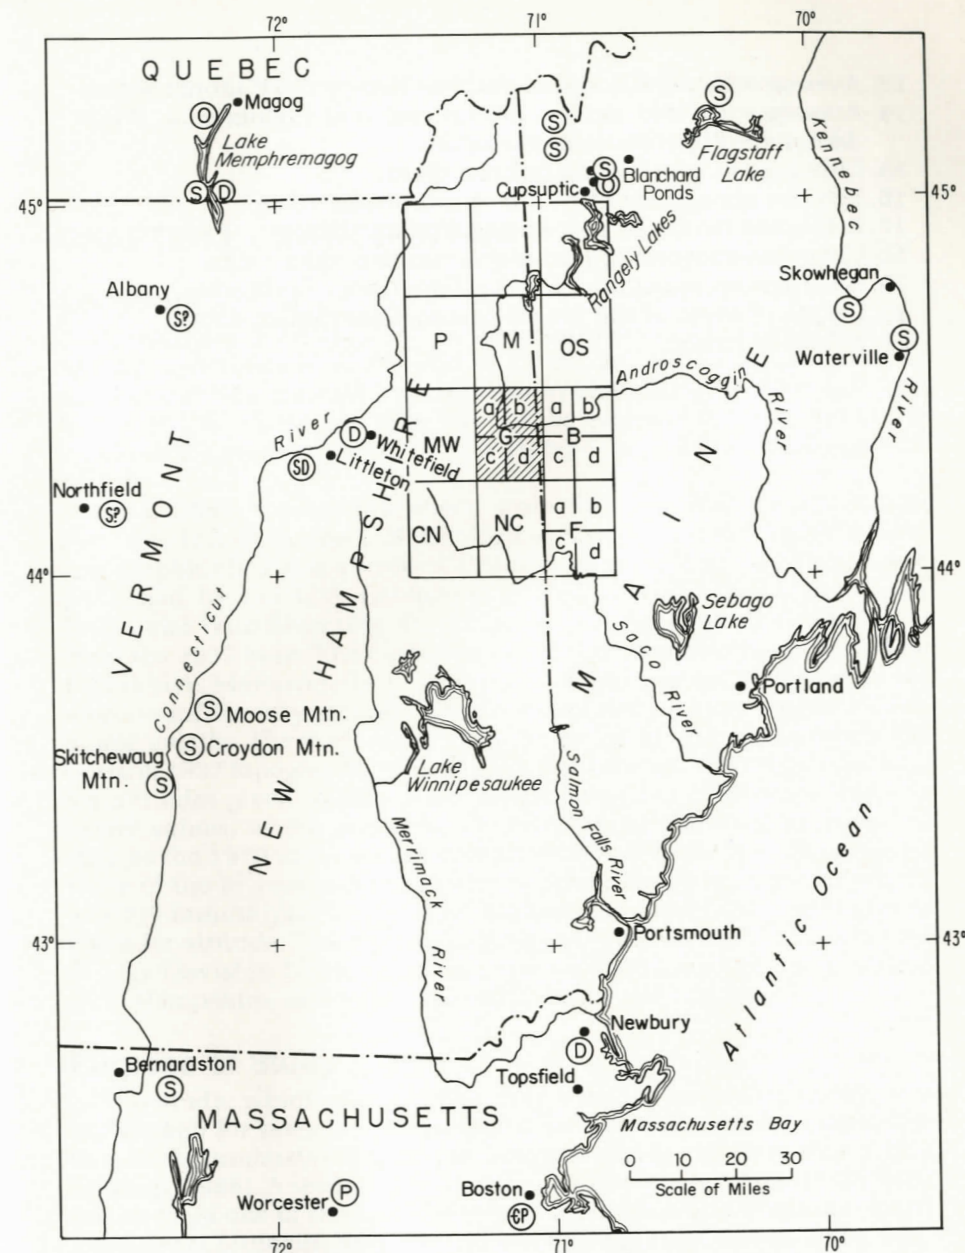 72°
71°
70°
QUEBEC
O
Magog
Lake
Memphremagog
S
D
S
S
S
S
O
Cupsuptic
Blanchard
Ponds
Flagstaff
Lake
Kennebec
River
45°
45°
Rangely Lakes
Skowhegan
S
S
Waterville
Albany
S?
P
M
OS
Androscoggin
River
a
b
a
b
G
B
c
d
c
d
MW
River
D
Whitefield
SD
Littleton
Northfield
S?
VERMONT
NEW HAMPSHIRE
MAINE
CN
NC
a
b
F
c
d
44°
44°
Connecticut
Sebago
Lake
Saco
River
Portland
S
Moose Mtn.
S
Croydon Mtn.
Skitchewaug
Mtn.
S
Lake
Winnipesaukee
Salmon Falls River
Merrimack
River
Atlantic Ocean
43°
43°
Portsmouth
Newbury
D
Topsfield
Bernardston
S
MASSACHUSETTS
Massachusetts Bay
0 10 20 30
Scale of Miles
Worcester
P
Boston
ЄP
72°
71°
70°